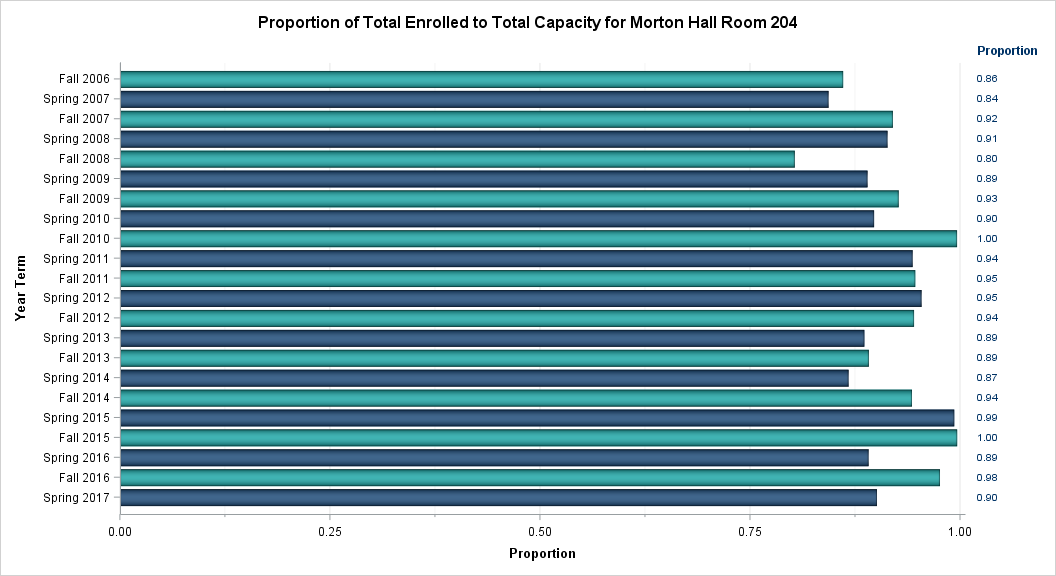 Proportion of Total Enrolled to Total Capacity for Morton Hall Room 204
Proportion
Fall 2006 0.86
Spring 2007 0.84
Fall 2007 0.92
Spring 2008 0.91
Fall 2008 0.80
Spring 2009 0.89
Fall 2009 0.93
Spring 2010 0.90
Fall 2010 1.00
Spring 2011 0.94
Fall 2011 0.95
Spring 2012 0.95
Fall 2012 0.94
Spring 2013 0.89
Fall 2013 0.89
Spring 2014 0.87
Fall 2014 0.94
Spring 2015 0.99
Fall 2015 1.00
Spring 2016 0.89
Fall 2016 0.98
Spring 2017 0.90
Year Term
0.00 0.25 0.50 0.75 1.00
Proportion